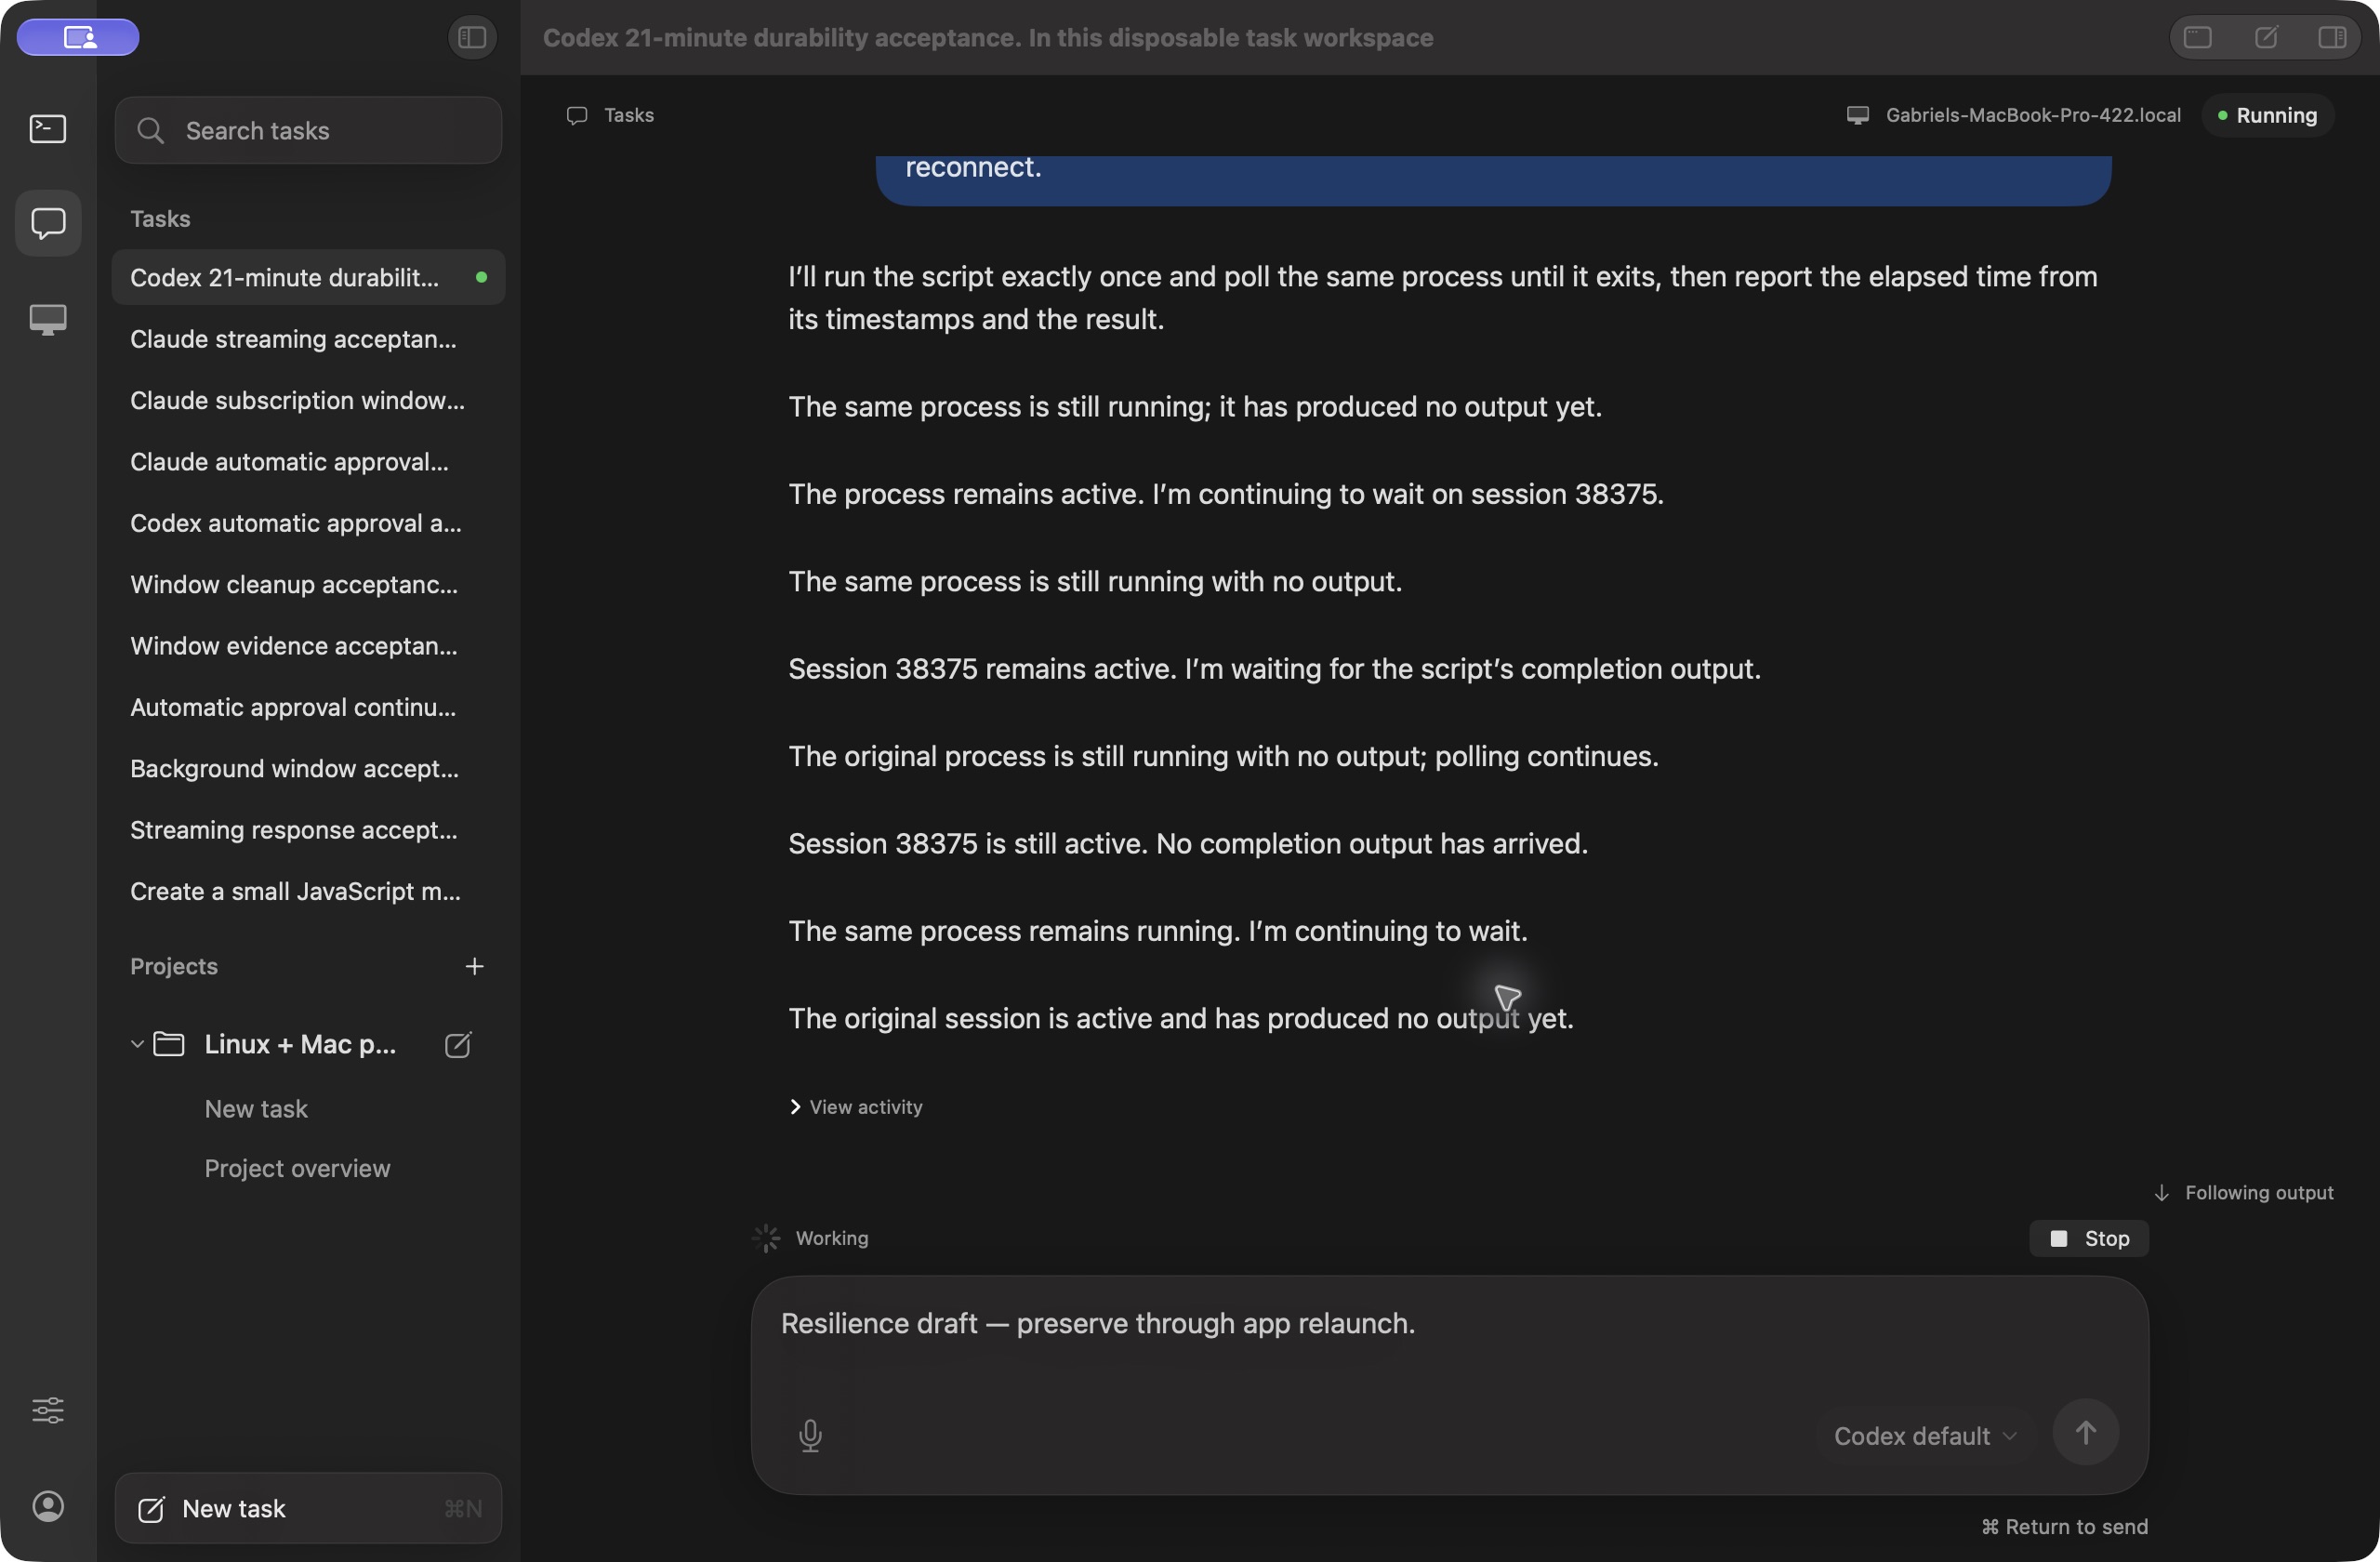 Codex 21-minute durability acceptance. In this disposable task workspace
Search tasks
Tasks
Codex 21-minute durabilit...
Claude streaming acceptan...
Claude subscription window...
Claude automatic approval...
Codex automatic approval a...
Window cleanup acceptanc...
Window evidence acceptan...
Automatic approval continu...
Background window accept...
Streaming response accept...
Create a small JavaScript m...
Projects
Linux + Mac p...
New task
Project overview
New task ⌘N
Tasks
Gabriels-MacBook-Pro-422.local
Running
reconnect.
I’ll run the script exactly once and poll the same process until it exits, then report the elapsed time from
its timestamps and the result.
The same process is still running; it has produced no output yet.
The process remains active. I’m continuing to wait on session 38375.
The same process is still running with no output.
Session 38375 remains active. I’m waiting for the script’s completion output.
The original process is still running with no output; polling continues.
Session 38375 is still active. No completion output has arrived.
The same process remains running. I’m continuing to wait.
The original session is active and has produced no output yet.
View activity
Following output
Working
Stop
Resilience draft — preserve through app relaunch.
Codex default
⌘ Return to send